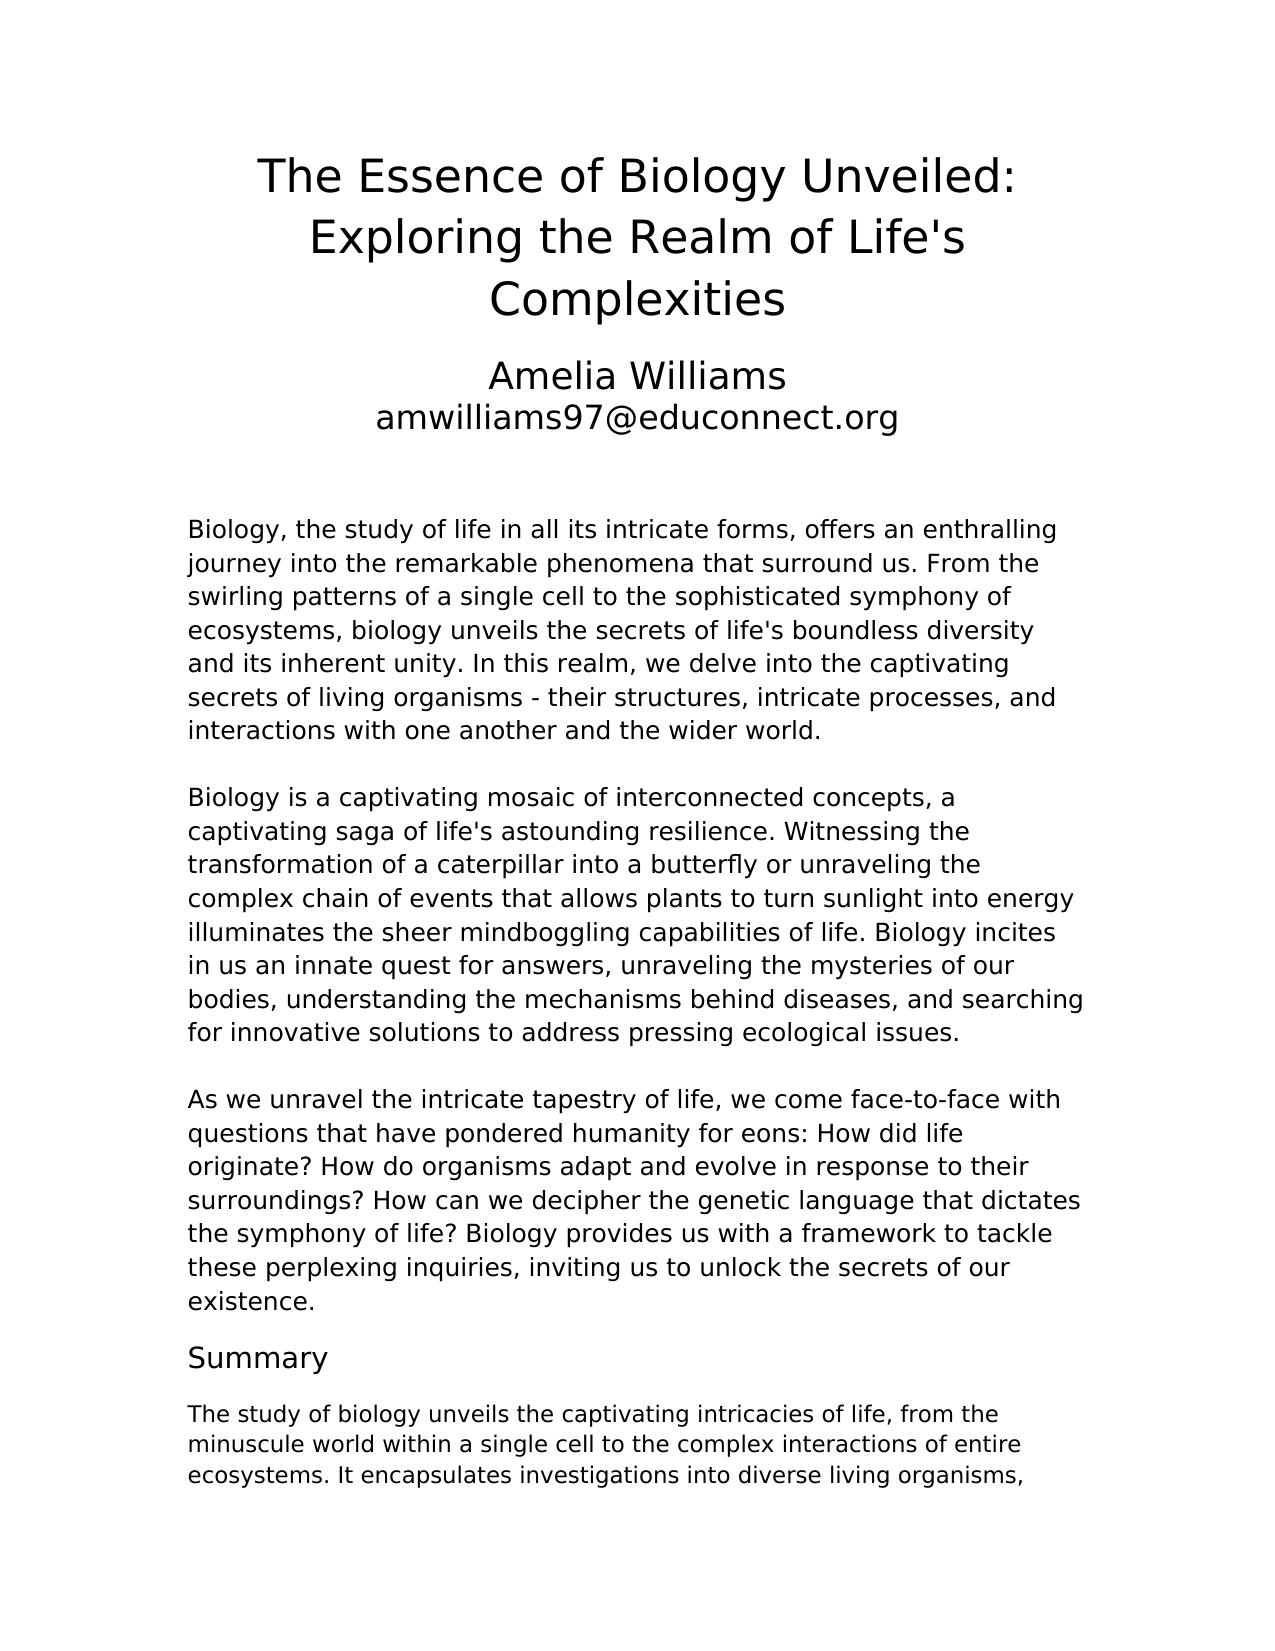 The Essence of Biology Unveiled:
Exploring the Realm of Life's
Complexities
Amelia Williams
amwilliams97@educonnect.org
Biology, the study of life in all its intricate forms, offers an enthralling
journey into the remarkable phenomena that surround us. From the
swirling patterns of a single cell to the sophisticated symphony of
ecosystems, biology unveils the secrets of life's boundless diversity
and its inherent unity. In this realm, we delve into the captivating
secrets of living organisms - their structures, intricate processes, and
interactions with one another and the wider world.
Biology is a captivating mosaic of interconnected concepts, a
captivating saga of life's astounding resilience. Witnessing the
transformation of a caterpillar into a butterfly or unraveling the
complex chain of events that allows plants to turn sunlight into energy
illuminates the sheer mindboggling capabilities of life. Biology incites
in us an innate quest for answers, unraveling the mysteries of our
bodies, understanding the mechanisms behind diseases, and searching
for innovative solutions to address pressing ecological issues.
As we unravel the intricate tapestry of life, we come face-to-face with
questions that have pondered humanity for eons: How did life
originate? How do organisms adapt and evolve in response to their
surroundings? How can we decipher the genetic language that dictates
the symphony of life? Biology provides us with a framework to tackle
these perplexing inquiries, inviting us to unlock the secrets of our
existence.
Summary
The study of biology unveils the captivating intricacies of life, from the
minuscule world within a single cell to the complex interactions of entire
ecosystems. It encapsulates investigations into diverse living organisms,